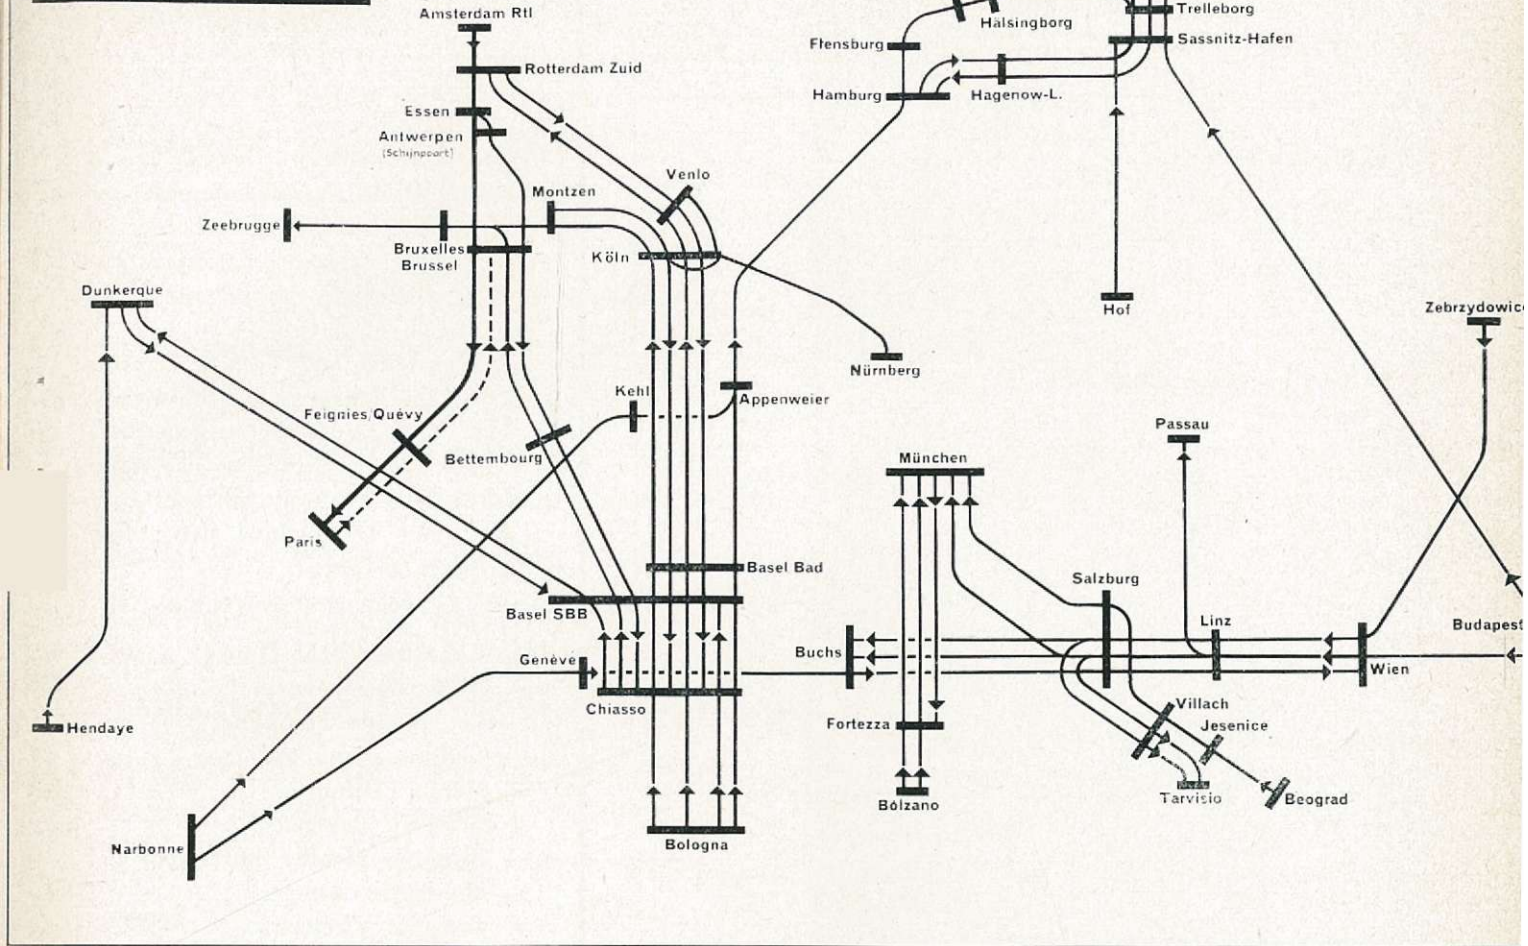 Amsterdam Rtl
Hälsingborg
Trelleborg
Flensburg
Sassnitz-Hafen
Rotterdam Zuid
Hamburg
Hagenow-L.
Essen
Antwerpen
(Schijnpoort)
Venlo
Montzen
Zeebrugge
Bruxelles
Brussel
Köln
Dunkerque
Hof
Zebrzydowice
Nürnberg
Kehl
Appenweier
Feignies/Quévy
Bettembourg
Passau
München
Paris
Basel Bad
Salzburg
Basel SBB
Linz
Budapest
Buchs
Genève
Wien
Chiasso
Villach
Fortezza
Jesenice
Hendaye
Bolzano
Tarvisio
Beograd
Narbonne
Bologna